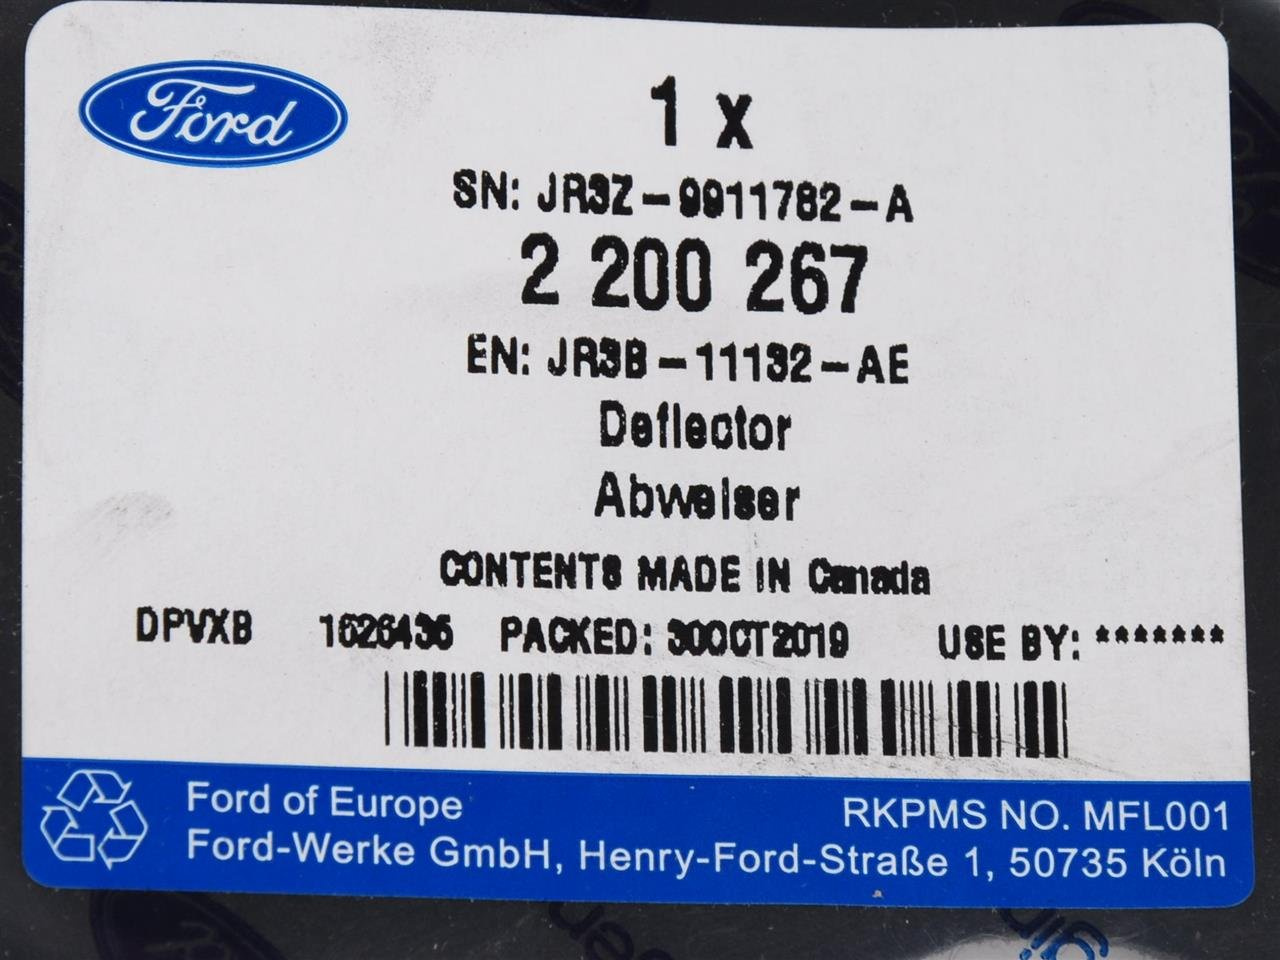 Ford
1 x
SN: JR3Z-9911782-A
2 200 267
EN: JR3B-11132-AE
Deflector
Abweiser
CONTENTS MADE IN Canada
DPVXB 1626435 PACKED: 30OCT2019 USE BY: *******
Ford of Europe
RKPMS NO. MFL001
Ford-Werke GmbH, Henry-Ford-Straße 1, 50735 Köln